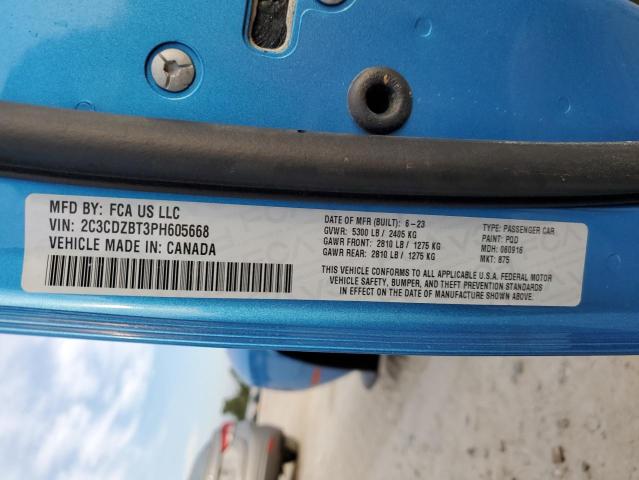 MFD BY: FCA US LLC
VIN: 2C3CDZBT3PH605668
VEHICLE MADE IN: CANADA
DATE OF MFR (BUILT): 6-23
GVWR: 5300 LB / 2405 KG
GAWR FRONT: 2810 LB / 1275 KG
GAWR REAR: 2810 LB / 1275 KG
THIS VEHICLE CONFORMS TO ALL APPLICABLE U.S.A. FEDERAL MOTOR
VEHICLE SAFETY, BUMPER, AND THEFT PREVENTION STANDARDS
IN EFFECT ON THE DATE OF MANUFACTURE SHOWN ABOVE.
TYPE: PASSENGER CAR
PAINT: PQD
MDH: 060916
MKT: 875